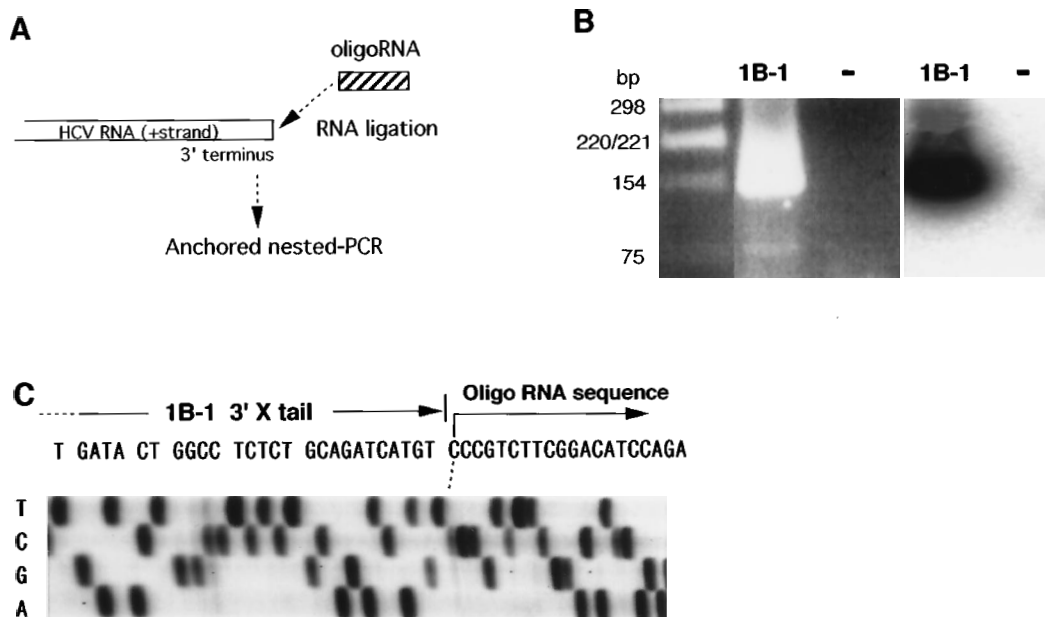 A
oligoRNA
HCV RNA (+strand)
RNA ligation
3' terminus
Anchored nested-PCR
B
bp 1B-1 - 1B-1 -
298
220/221
154
75
C
1B-1 3' X tail
Oligo RNA sequence
T GATA CT GGCC TCTCT GCAGATCATGT CCCGTCTTCGGACATCCAGA
T
C
G
A